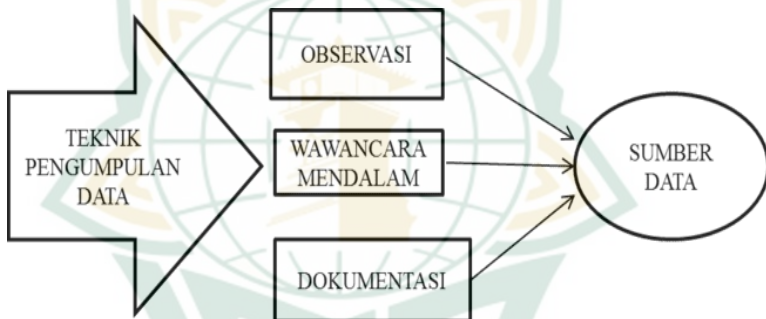 TEKNIK
PENGUMPULAN
DATA
OBSERVASI
WAWANCARA
MENDALAM
DOKUMENTASI
SUMBER
DATA